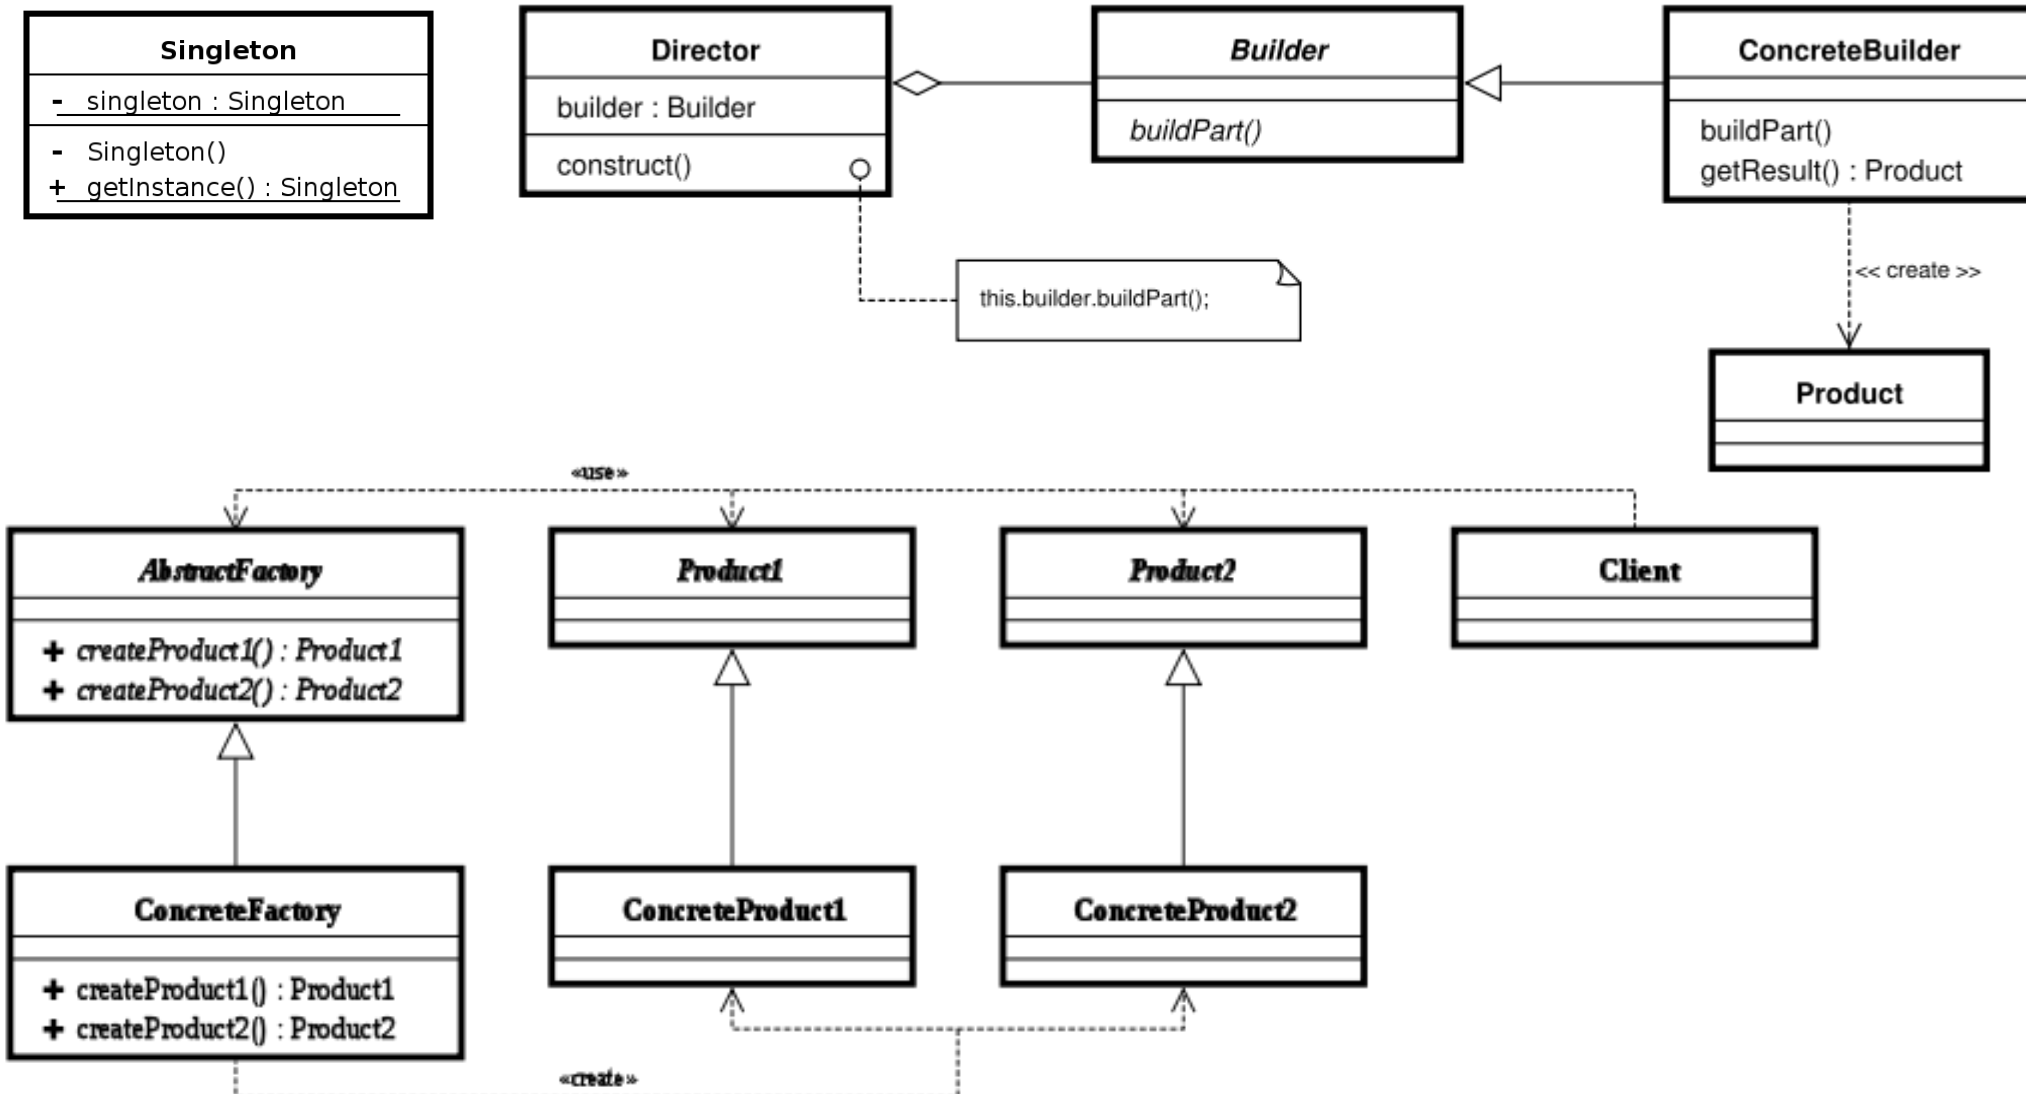 Singleton
- singleton : Singleton
- Singleton()
+ getInstance() : Singleton
Director
builder : Builder
construct()
Builder
buildPart()
ConcreteBuilder
buildPart()
getResult() : Product
this.builder.buildPart();
<< create >>
Product
«use»
AbstractFactory
+ createProduct1() : Product1
+ createProduct2() : Product2
Product1
Product2
Client
ConcreteFactory
+ createProduct1() : Product1
+ createProduct2() : Product2
ConcreteProduct1
ConcreteProduct2
«create»